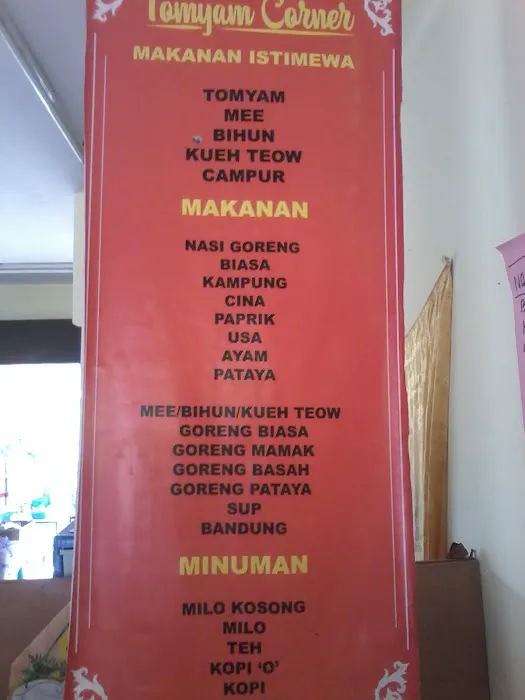 Tomyam Corner
MAKANAN ISTIMEWA
TOMYAM
MEE
BIHUN
KUEH TEOW
CAMPUR
MAKANAN
NASI GORENG
BIASA
KAMPUNG
CINA
PAPRIK
USA
AYAM
PATAYA
MEE/BIHUN/KUEH TEOW
GORENG BIASA
GORENG MAMAK
GORENG BASAH
GORENG PATAYA
SUP
BANDUNG
MINUMAN
MILO KOSONG
MILO
TEH
KOPI ‘O’
KOPI